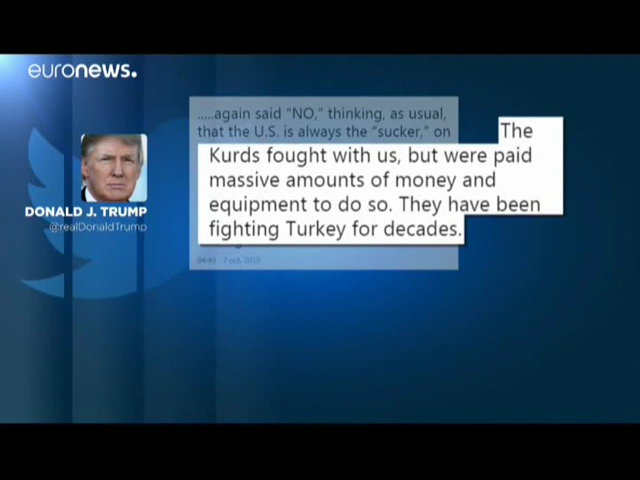 euronews.
.....again said “NO,” thinking, as usual,
that the U.S. is always the “sucker,” on
The
Kurds fought with us, but were paid
massive amounts of money and
equipment to do so. They have been
fighting Turkey for decades.
DONALD J. TRUMP
@realDonaldTrump
04:45 7 oct. 2019